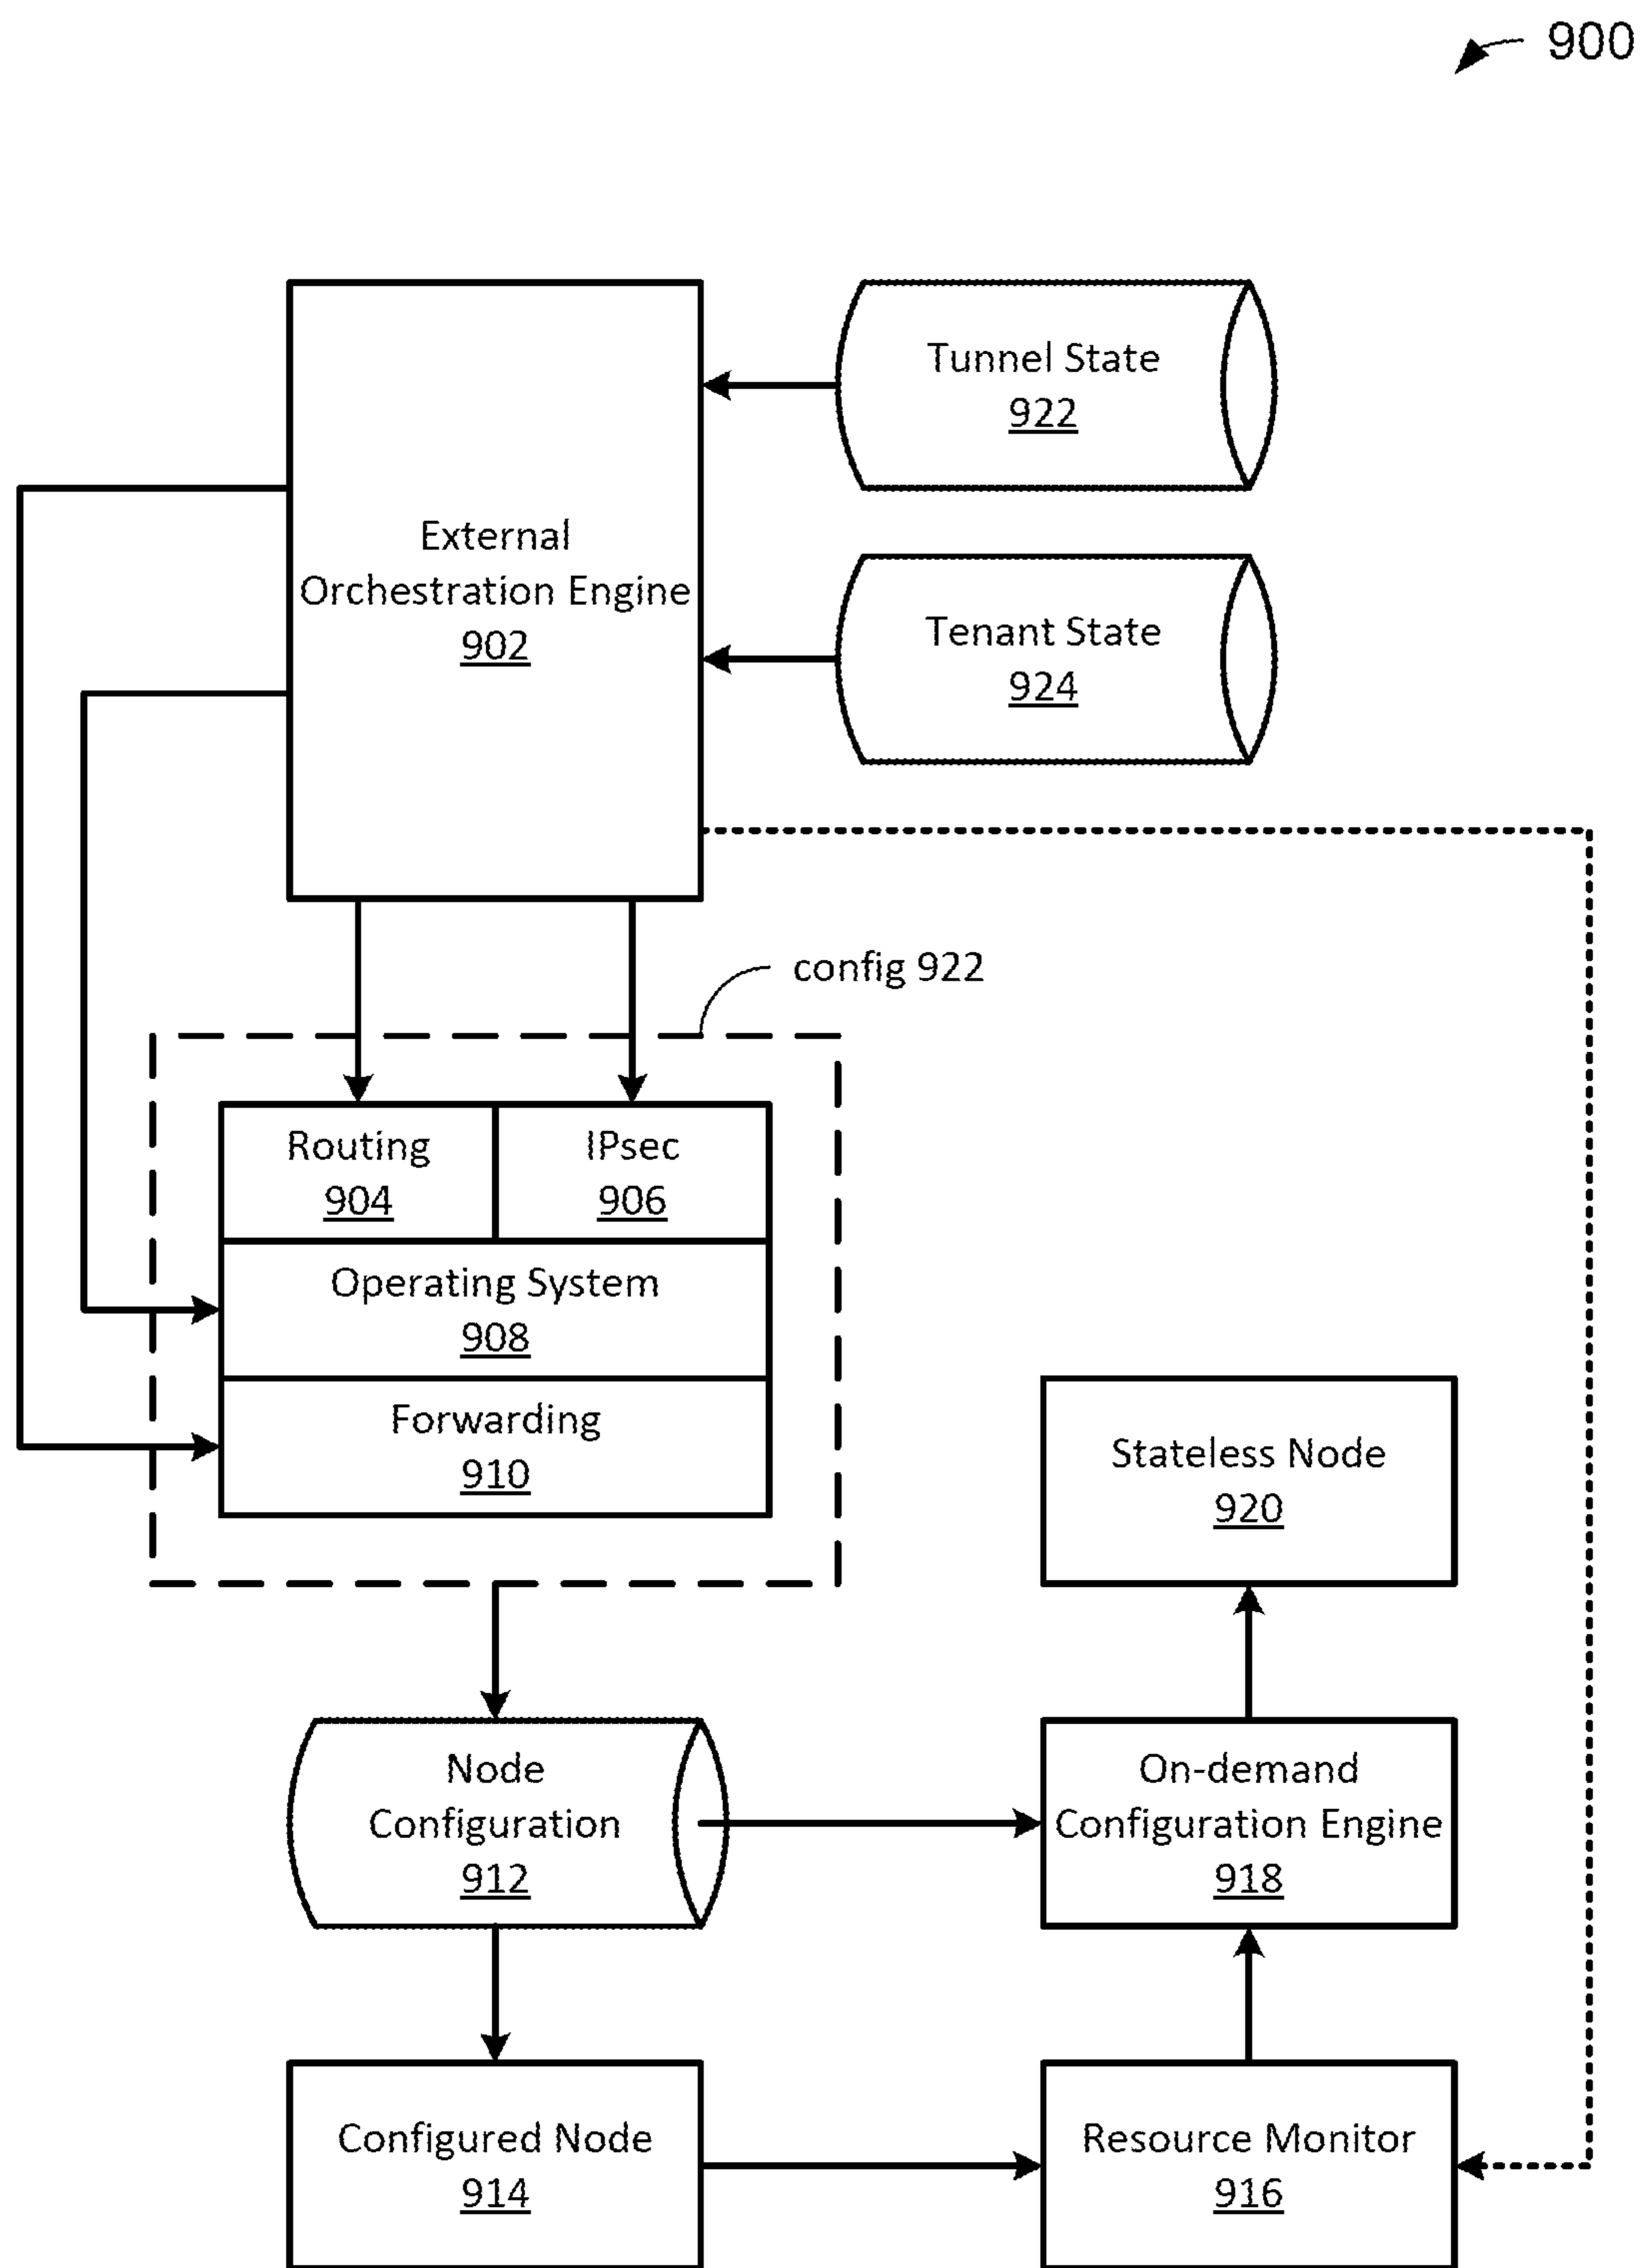 900
Tunnel State
922
External
Orchestration Engine
902
Tenant State
924
config 922
Routing
904
IPsec
906
Operating System
908
Forwarding
910
Stateless Node
920
Node
Configuration
912
On-demand
Configuration Engine
918
Configured Node
914
Resource Monitor
916